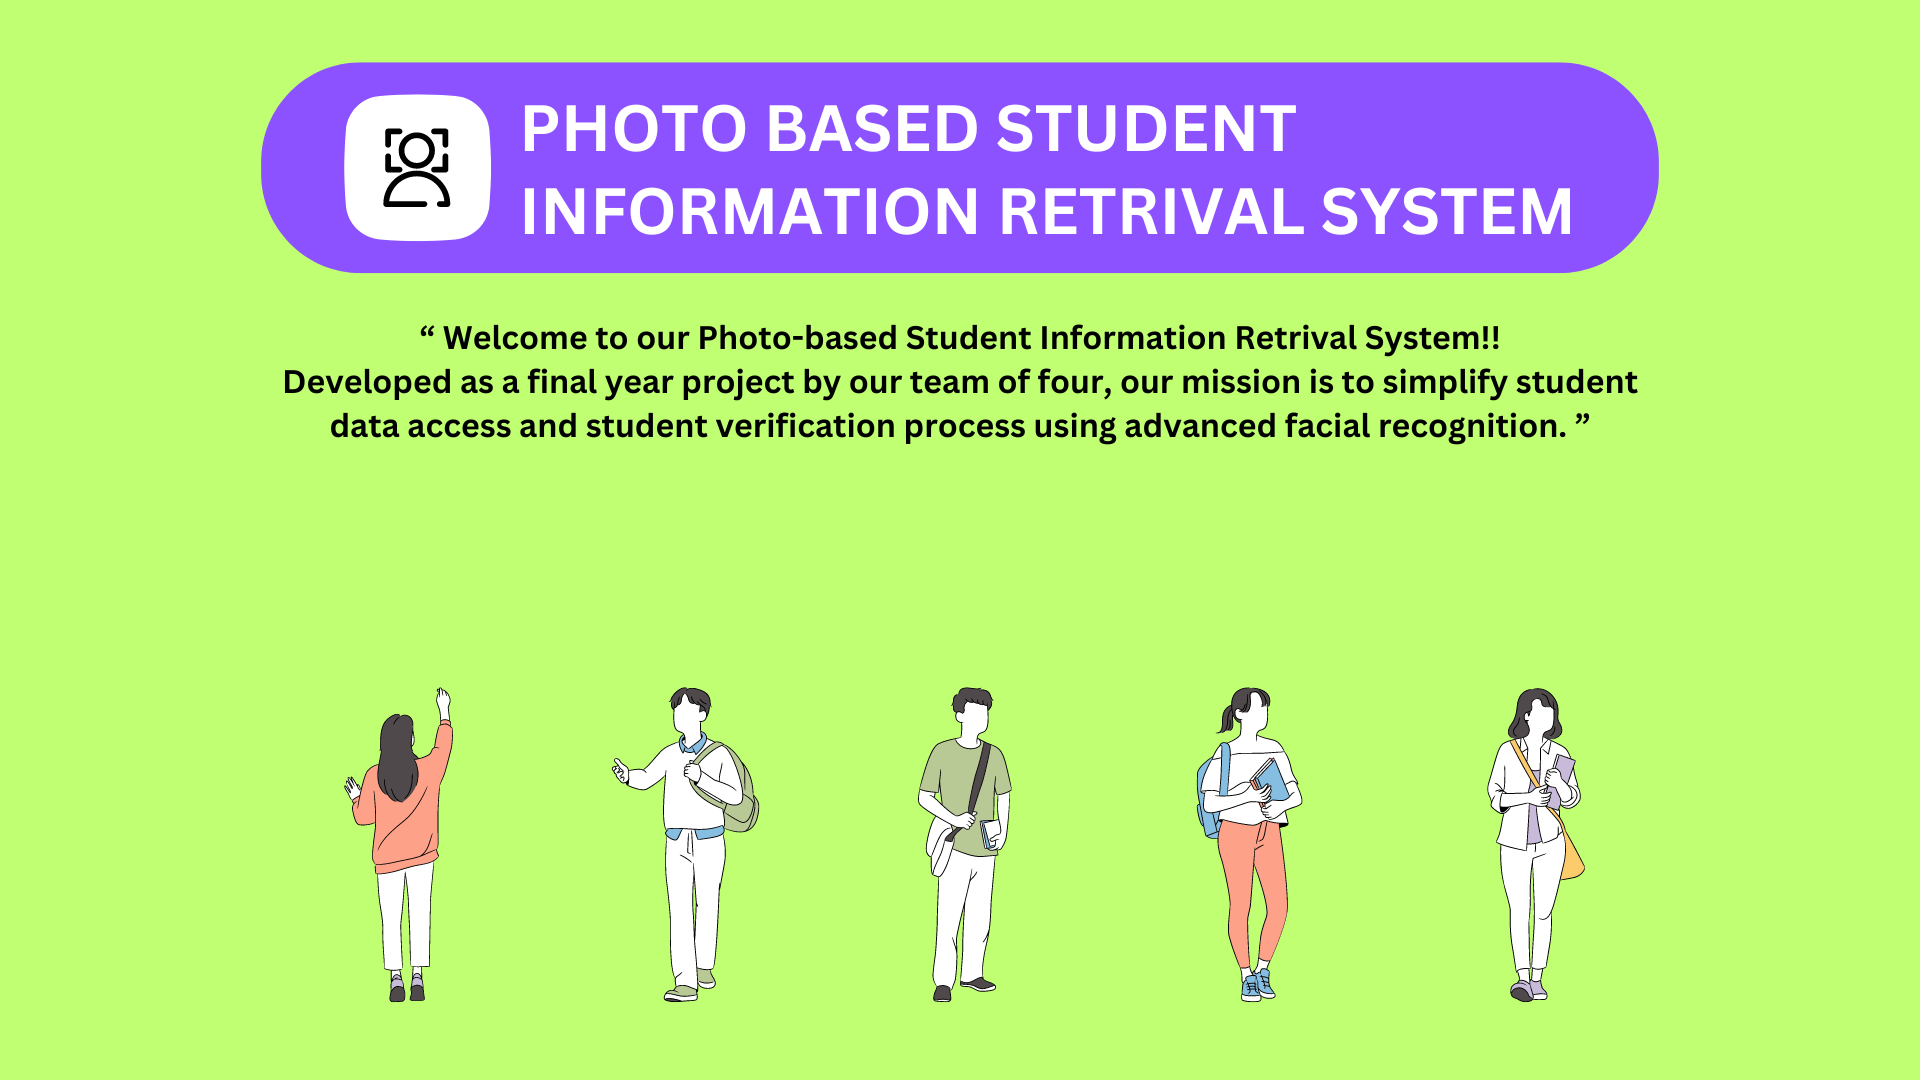 PHOTO BASED STUDENT
INFORMATION RETRIVAL SYSTEM
“ Welcome to our Photo-based Student Information Retrival System!!
Developed as a final year project by our team of four, our mission is to simplify student
data access and student verification process using advanced facial recognition. ”